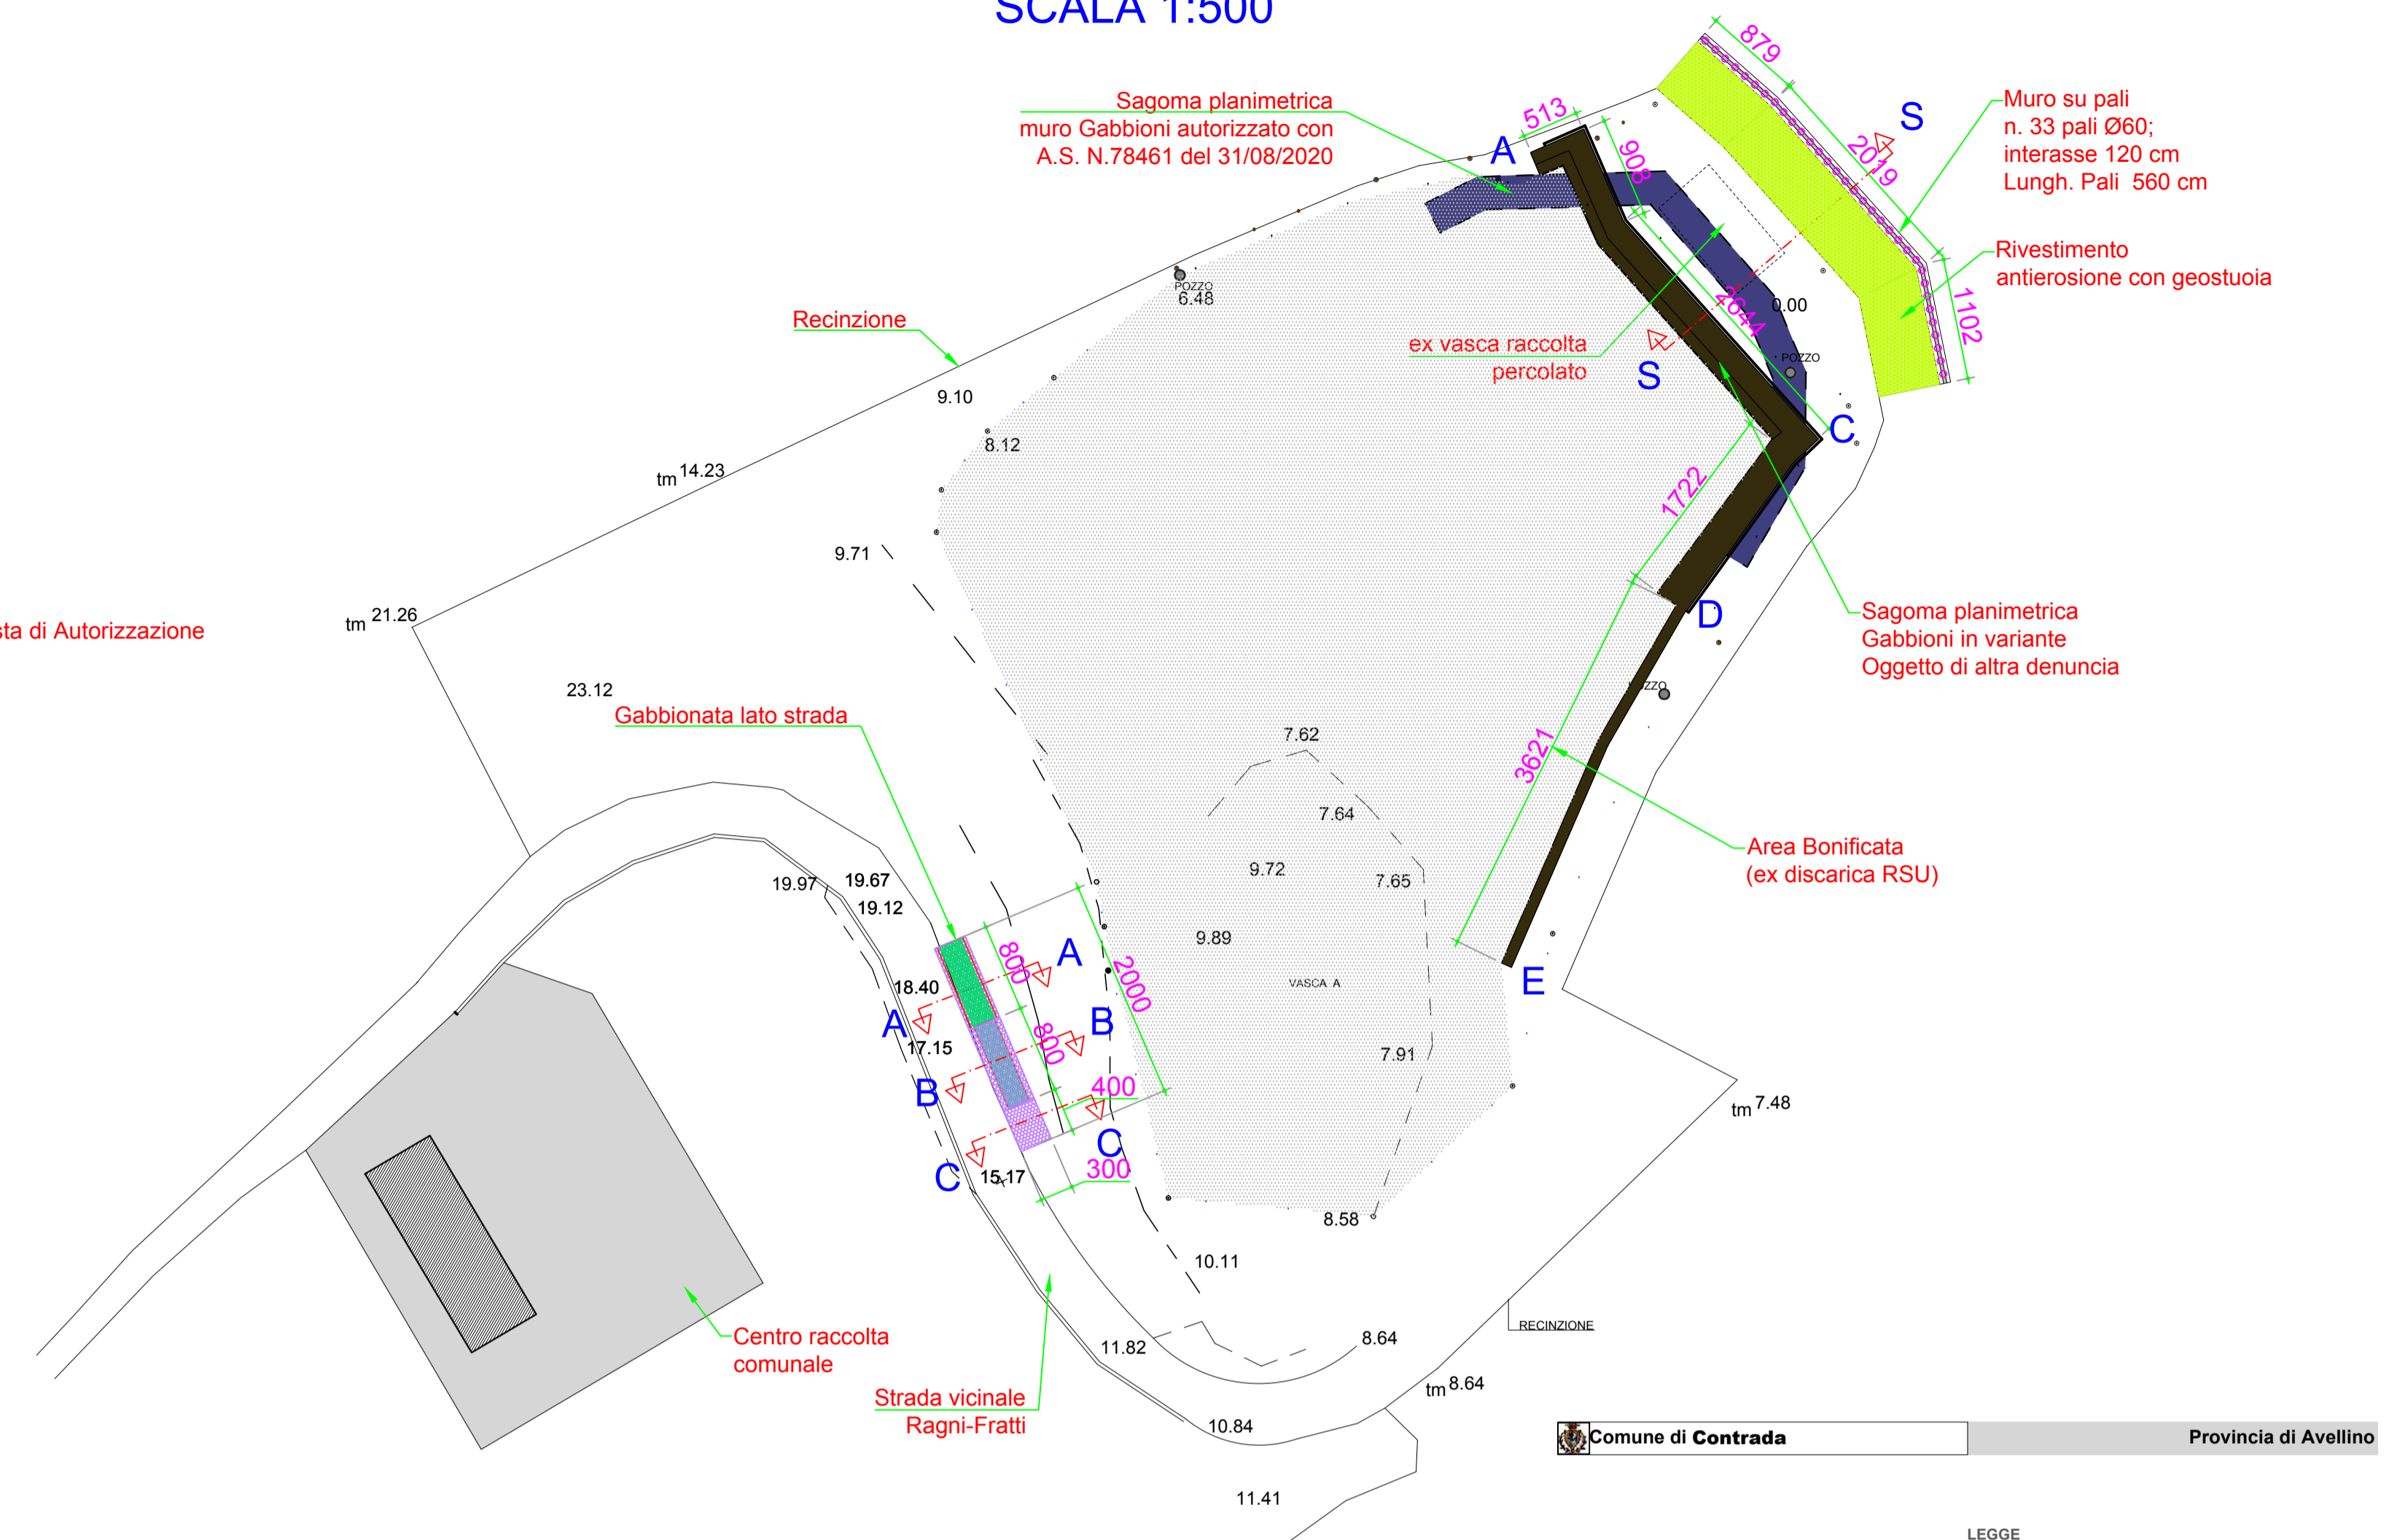 SCALA 1:500
879
Sagoma planimetrica
muro Gabbioni autorizzato con
A.S. N.78461 del 31/08/2020
513
A
908
S
2019
Muro su pali
n. 33 pali Ø60;
interasse 120 cm
Lungh. Pali 560 cm
Rivestimento
antierosione con geostuoia
1102
POZZO
6.48
Recinzione
0.00
2644
ex vasca raccolta
percolato
S
POZZO
9.10
8.12
C
tm 14.23
1722
9.71
tm 21.26
sta di Autorizzazione
D
Sagoma planimetrica
Gabbioni in variante
Oggetto di altra denuncia
23.12
POZZO
Gabbionata lato strada
7.62
3621
7.64
Area Bonificata
(ex discarica RSU)
9.72
7.65
19.97
19.67
19.12
9.89
800
A
2000
VASCA A
E
18.40
A
B
800
17.15
7.91
B
400
tm 7.48
C
300
C
15.17
8.58
10.11
RECINZIONE
Centro raccolta
comunale
11.82
8.64
Strada vicinale
Ragni-Fratti
tm 8.64
10.84
Comune di Contrada
Provincia di Avellino
11.41
LEGGE